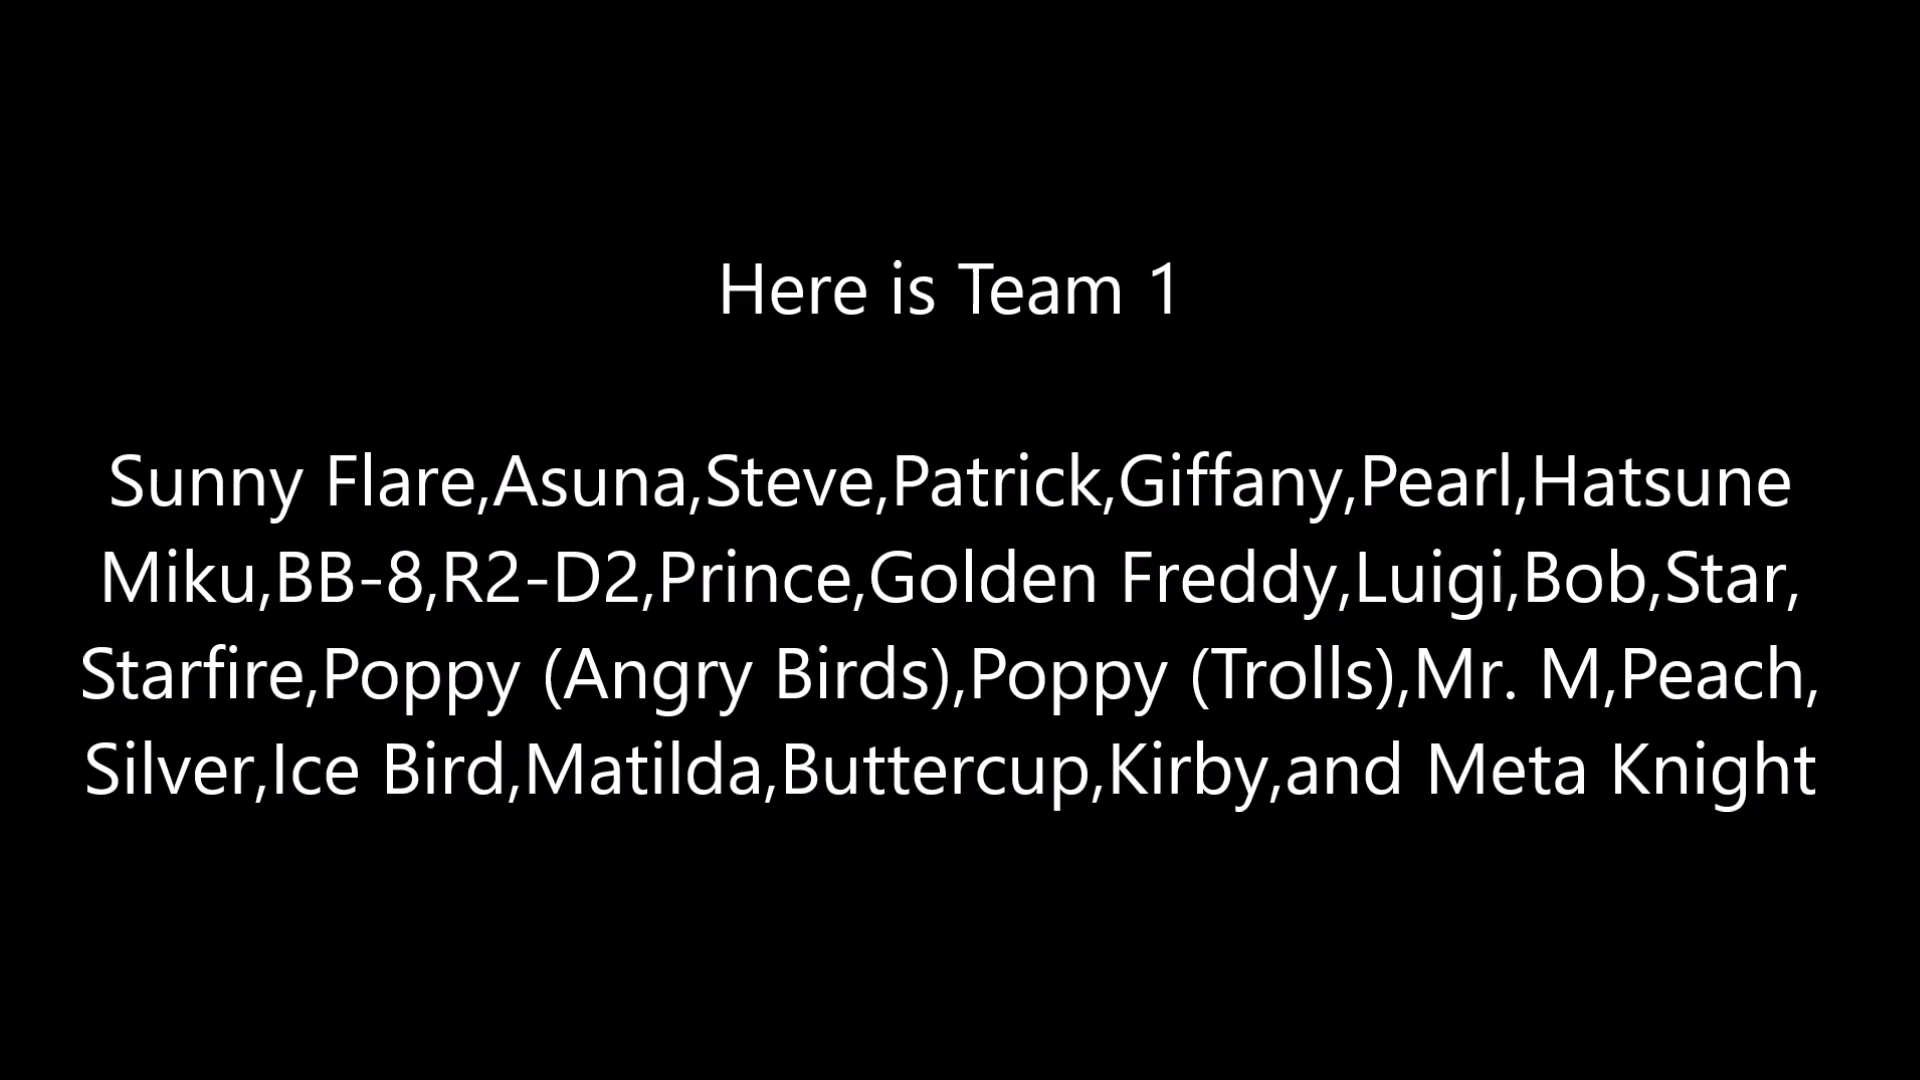 Here is Team 1
Sunny Flare,Asuna,Steve,Patrick,Giffany,Pearl,Hatsune
Miku,BB-8,R2-D2,Prince,Golden Freddy,Luigi,Bob,Star,
Starfire,Poppy (Angry Birds),Poppy (Trolls),Mr. M,Peach,
Silver,Ice Bird,Matilda,Buttercup,Kirby,and Meta Knight